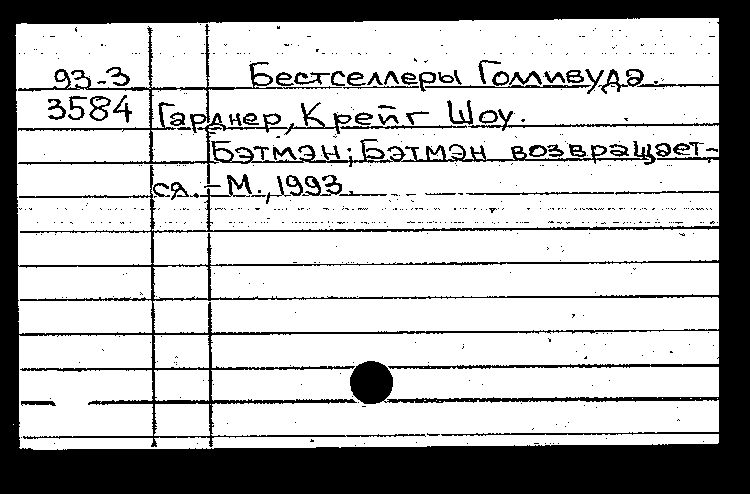 93-3 Бестселлеры Голливуда.
3584 Гарднер, Крейг Шоу.
Бэтмэн; Бэтмэн возвращает-
ся. – М., 1993.